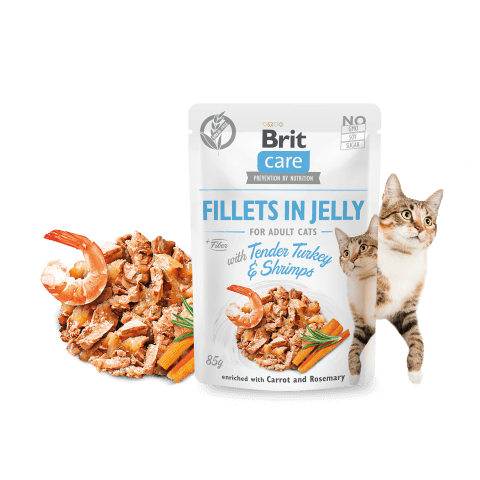 Brit
care
PREVENTION BY NUTRITION
NO
GMO
SOY
SUGAR
FILLETS IN JELLY
FOR ADULT CATS
+ Fiber
with Tender Turkey
& Shrimps
85g
enriched with Carrot and Rosemary